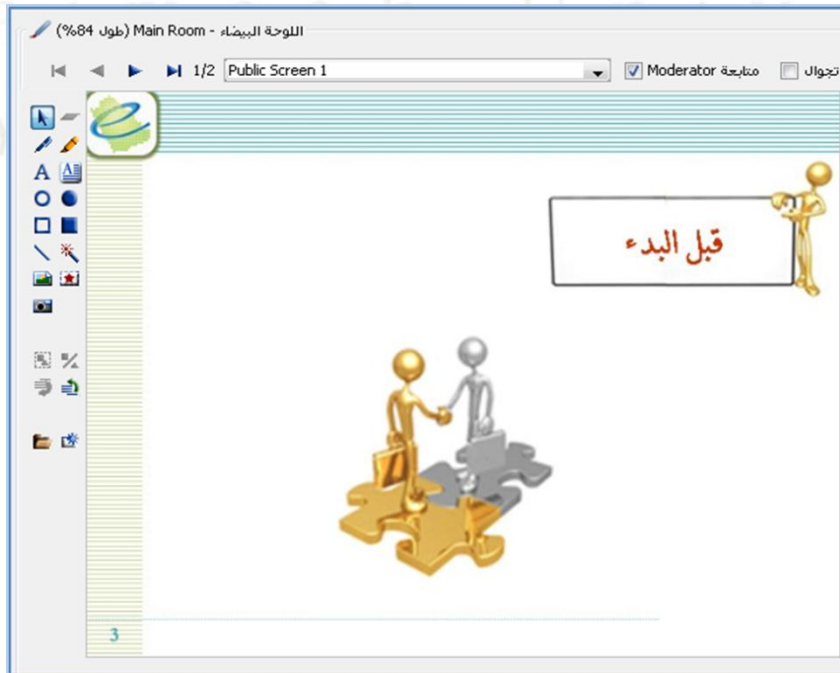 اللوحة البيضاء - Main Room (طول 84%)
1/2 Public Screen 1 متابعة Moderator تجوال
قبل البدء
3